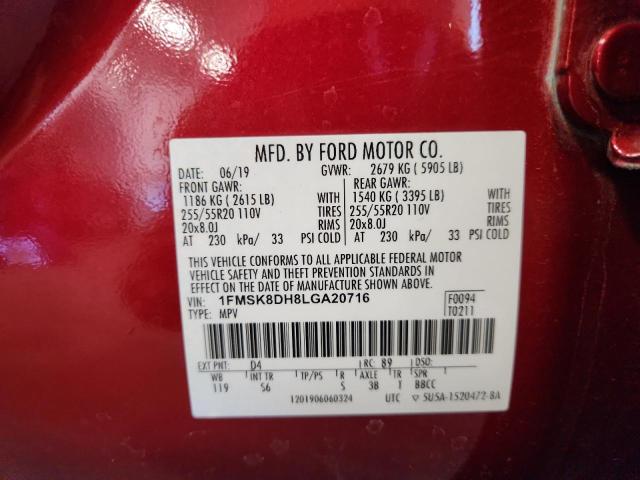 MFD. BY FORD MOTOR CO.
DATE: 06/19 GVWR: 2679 KG ( 5905 LB)
FRONT GAWR: REAR GAWR:
1186 KG ( 2615 LB) WITH 1540 KG ( 3395 LB) WITH
255/55R20 110V TIRES 255/55R20 110V TIRES
20x8.0J RIMS 20x8.0J RIMS
AT 230 kPa/ 33 PSI COLD AT 230 kPa/ 33 PSI COLD
THIS VEHICLE CONFORMS TO ALL APPLICABLE FEDERAL MOTOR
VEHICLE SAFETY AND THEFT PREVENTION STANDARDS IN
EFFECT ON THE DATE OF MANUFACTURE SHOWN ABOVE.
VIN: 1FMSK8DH8LGA20716 F0094
TYPE: MPV T0211
EXT PNT: D4 RC: 89 DSO:
WB INT TR TP/PS R AXLE TR SPR
119 S6 S 3B T BBCC
1201906060324 UTC ▽ 5U5A-1520472-BA